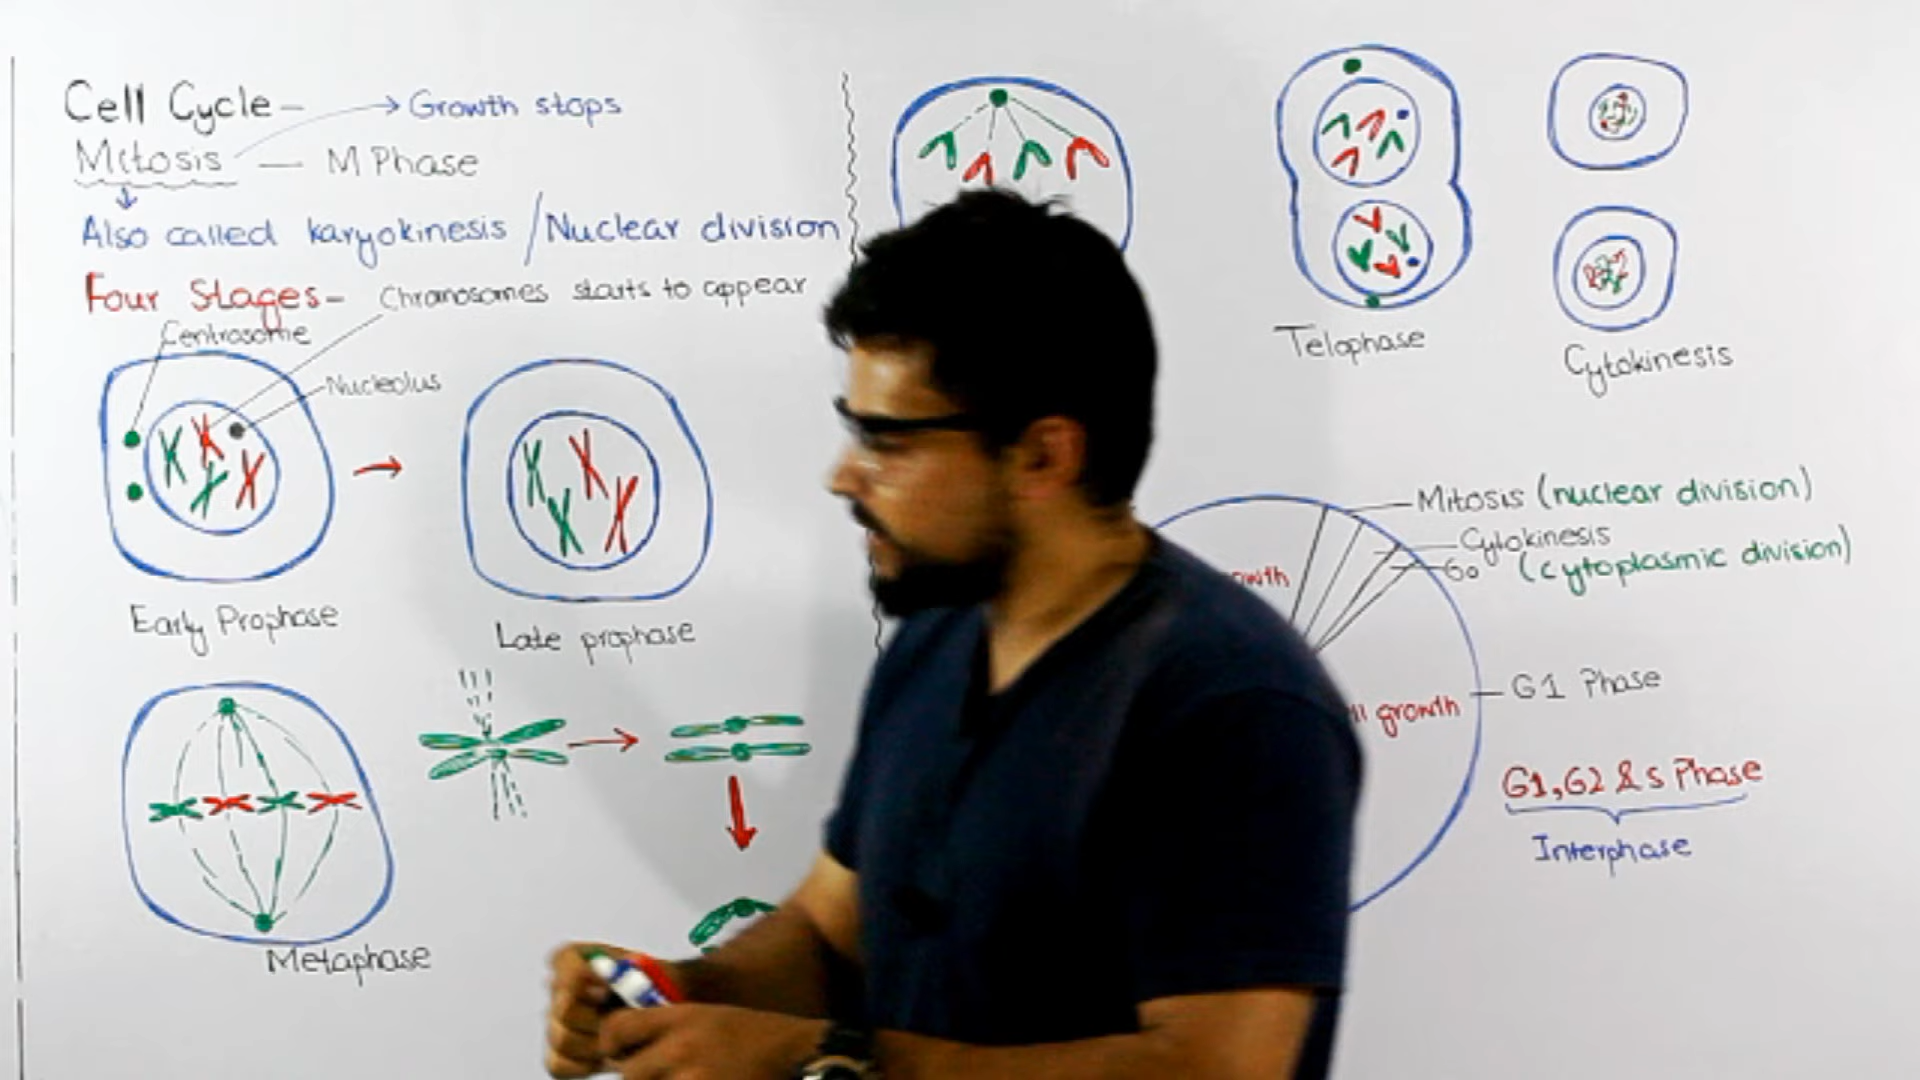 Cell Cycle-
Growth stops
Mitosis — M Phase
Also called karyokinesis / Nuclear division
Four Stages-
Chromosomes starts to appear
Centrosome
Nucleolus
Early Prophase
Late prophase
Metaphase
Telophase
Cytokinesis
Mitosis (nuclear division)
Cytokinesis
(cytoplasmic division)
G0
growth
G1 Phase
G1, G2 & s Phase
Interphase